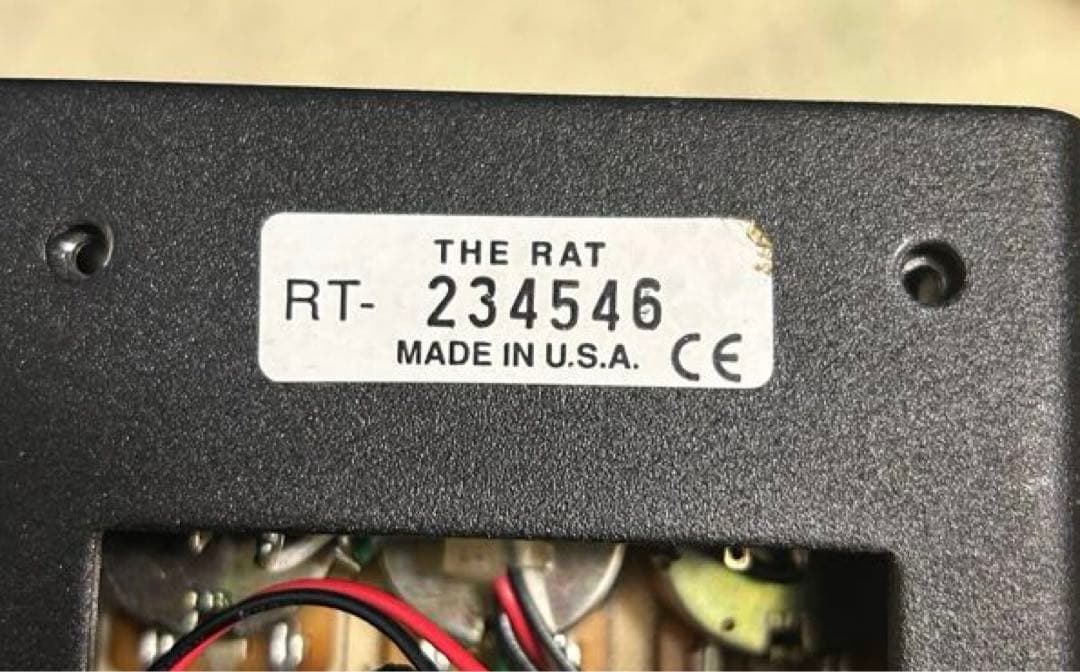 THE RAT
RT- 234546
MADE IN U.S.A. CE